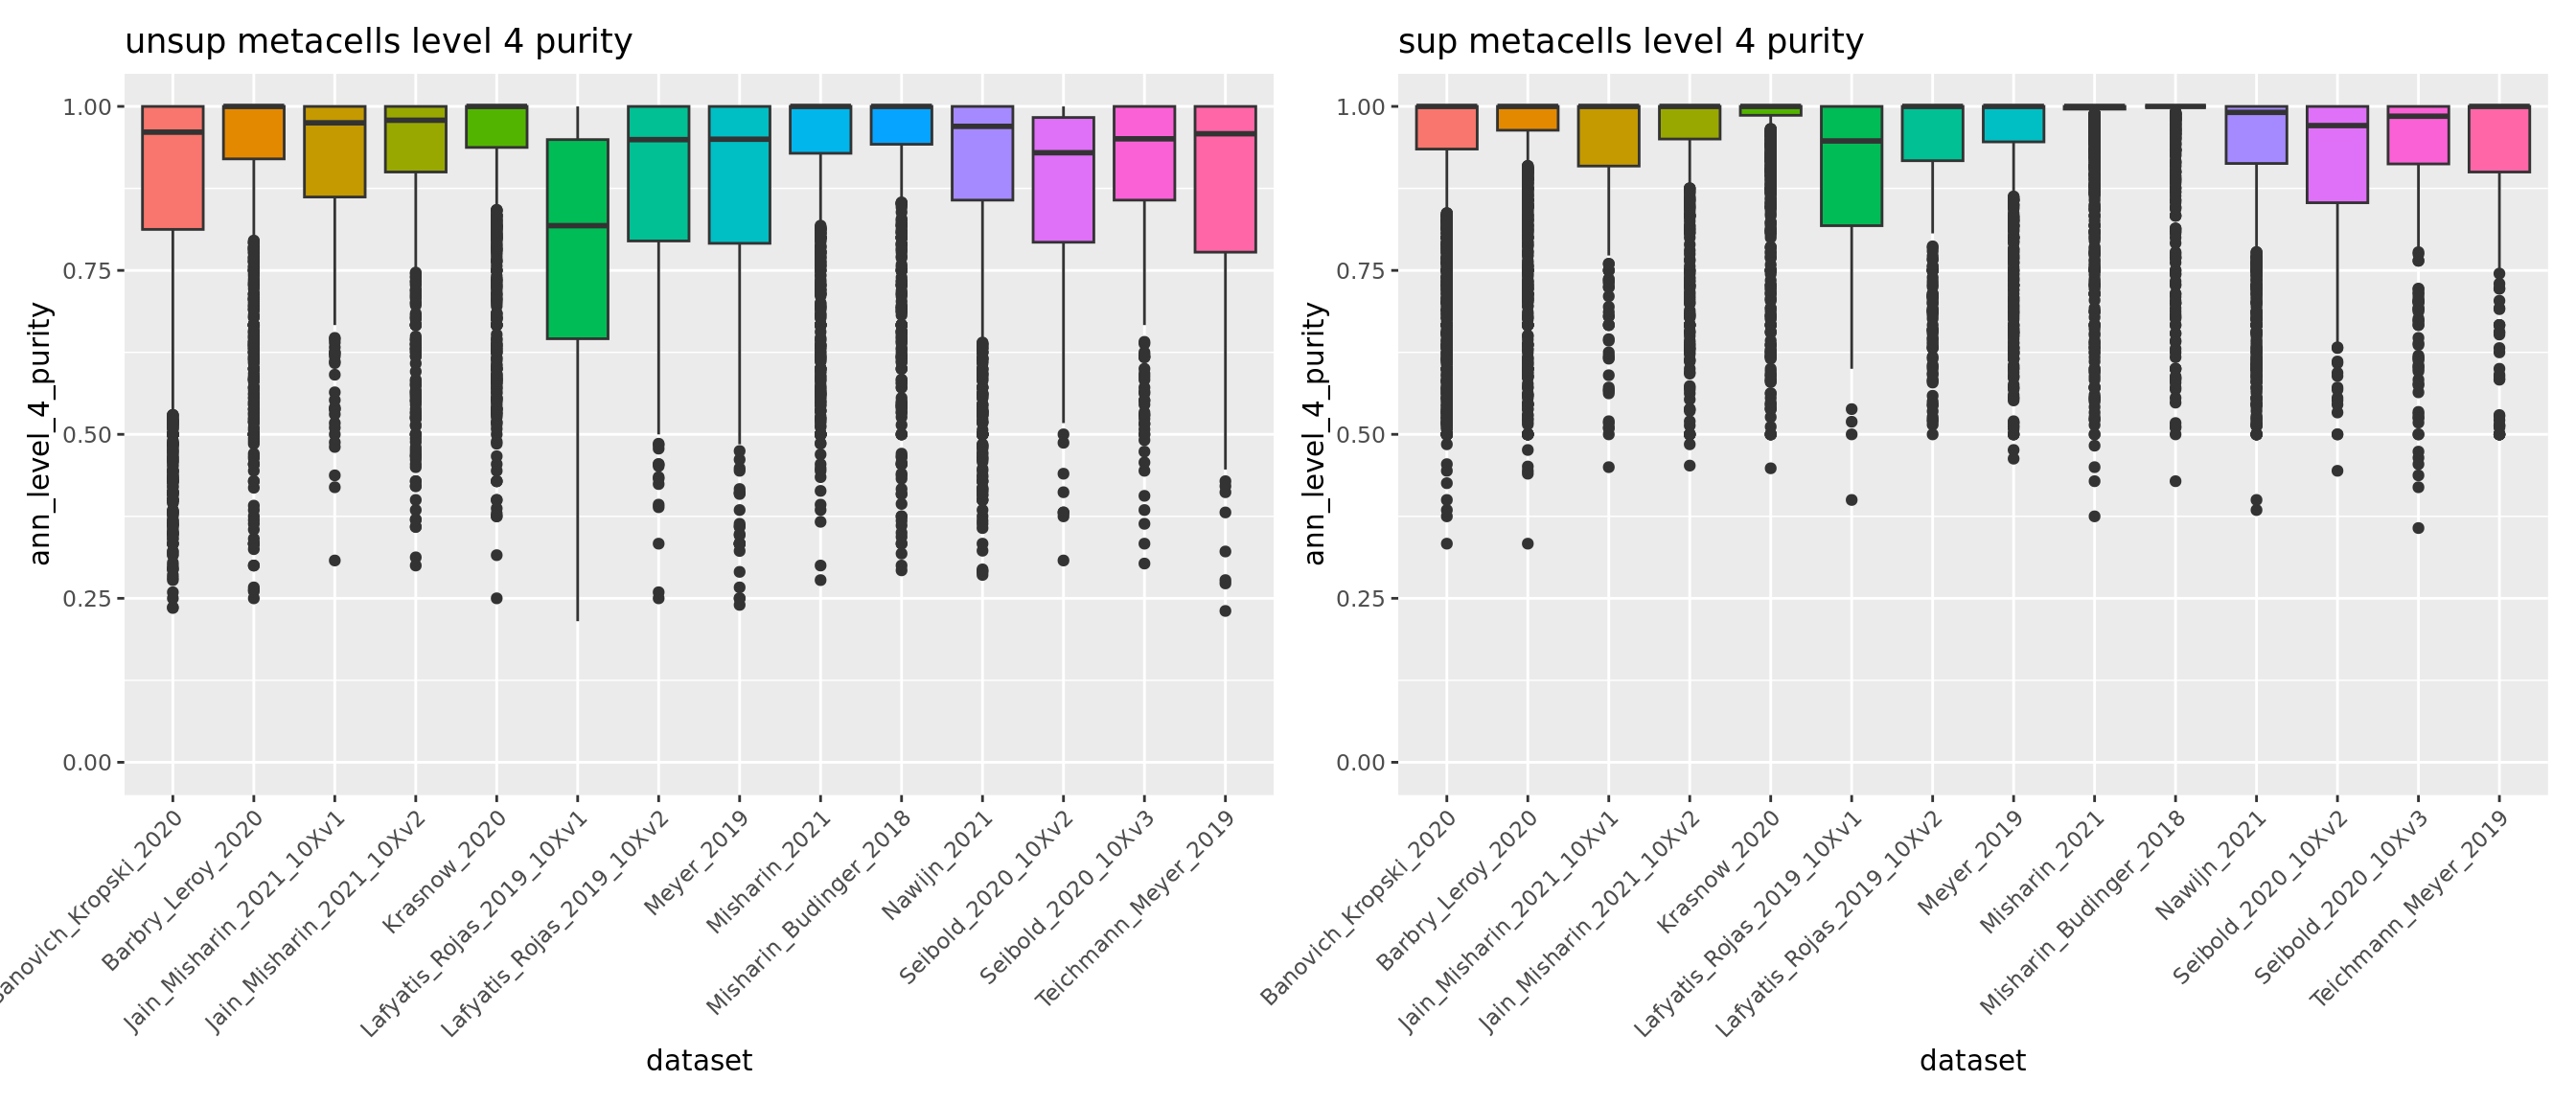 unsup metacells level 4 purity
ann_level_4_purity
1.00
0.75
0.50
0.25
0.00
Banovich_Kropski_2020
Barbry_Leroy_2020
Jain_Misharin_2021_10Xv1
Jain_Misharin_2021_10Xv2
Krasnow_2020
Lafyatis_Rojas_2019_10Xv1
Lafyatis_Rojas_2019_10Xv2
Meyer_2019
Misharin_2021
Misharin_Budinger_2018
Nawijn_2021
Seibold_2020_10Xv2
Seibold_2020_10Xv3
Teichmann_Meyer_2019
dataset
sup metacells level 4 purity
ann_level_4_purity
1.00
0.75
0.50
0.25
0.00
Banovich_Kropski_2020
Barbry_Leroy_2020
Jain_Misharin_2021_10Xv1
Jain_Misharin_2021_10Xv2
Krasnow_2020
Lafyatis_Rojas_2019_10Xv1
Lafyatis_Rojas_2019_10Xv2
Meyer_2019
Misharin_2021
Misharin_Budinger_2018
Nawijn_2021
Seibold_2020_10Xv2
Seibold_2020_10Xv3
Teichmann_Meyer_2019
dataset